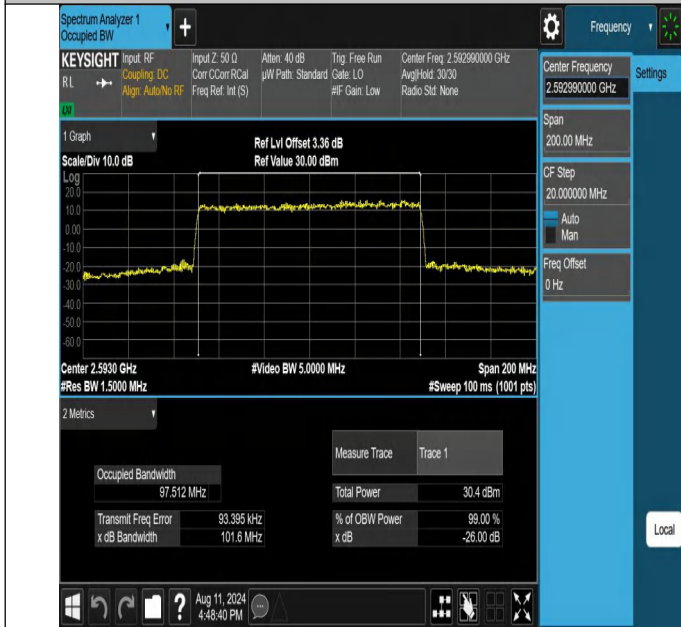 Spectrum Analyzer 1
Occupied BW
+
Frequency
KEYSIGHT
RL
LXI
Input: RF
Coupling: DC
Align: Auto/No RF
Input Z: 50 Ω
Corr CCorr RCal
Freq Ref: Int (S)
Atten: 40 dB
µW Path: Standard
Trig: Free Run
Gate: LO
#IF Gain: Low
Center Freq: 2.592990000 GHz
Avg|Hold: 30/30
Radio Std: None
Center Frequency
2.592990000 GHz
Settings
Span
200.00 MHz
CF Step
20.000000 MHz
Auto
Man
Freq Offset
0 Hz
Local
1 Graph
Scale/Div 10.0 dB
Ref Lvl Offset 3.36 dB
Ref Value 30.00 dBm
Log
20.0
10.0
0.00
-10.0
-20.0
-30.0
-40.0
-50.0
-60.0
Center 2.5930 GHz
#Video BW 5.0000 MHz
Span 200 MHz
#Res BW 1.5000 MHz
#Sweep 100 ms (1001 pts)
2 Metrics
Measure Trace Trace 1
Occupied Bandwidth
97.512 MHz
Total Power 30.4 dBm
Transmit Freq Error 93.395 kHz
% of OBW Power 99.00 %
x dB Bandwidth 101.6 MHz
x dB -26.00 dB
?
Aug 11, 2024
4:48:40 PM